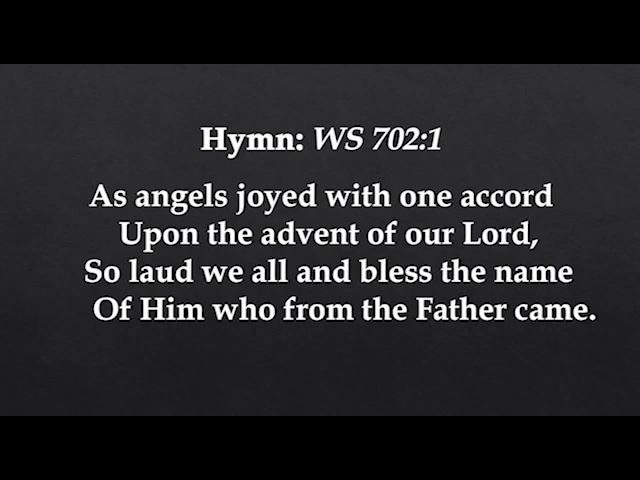 Hymn: WS 702:1
As angels joyed with one accord
Upon the advent of our Lord,
So laud we all and bless the name
Of Him who from the Father came.